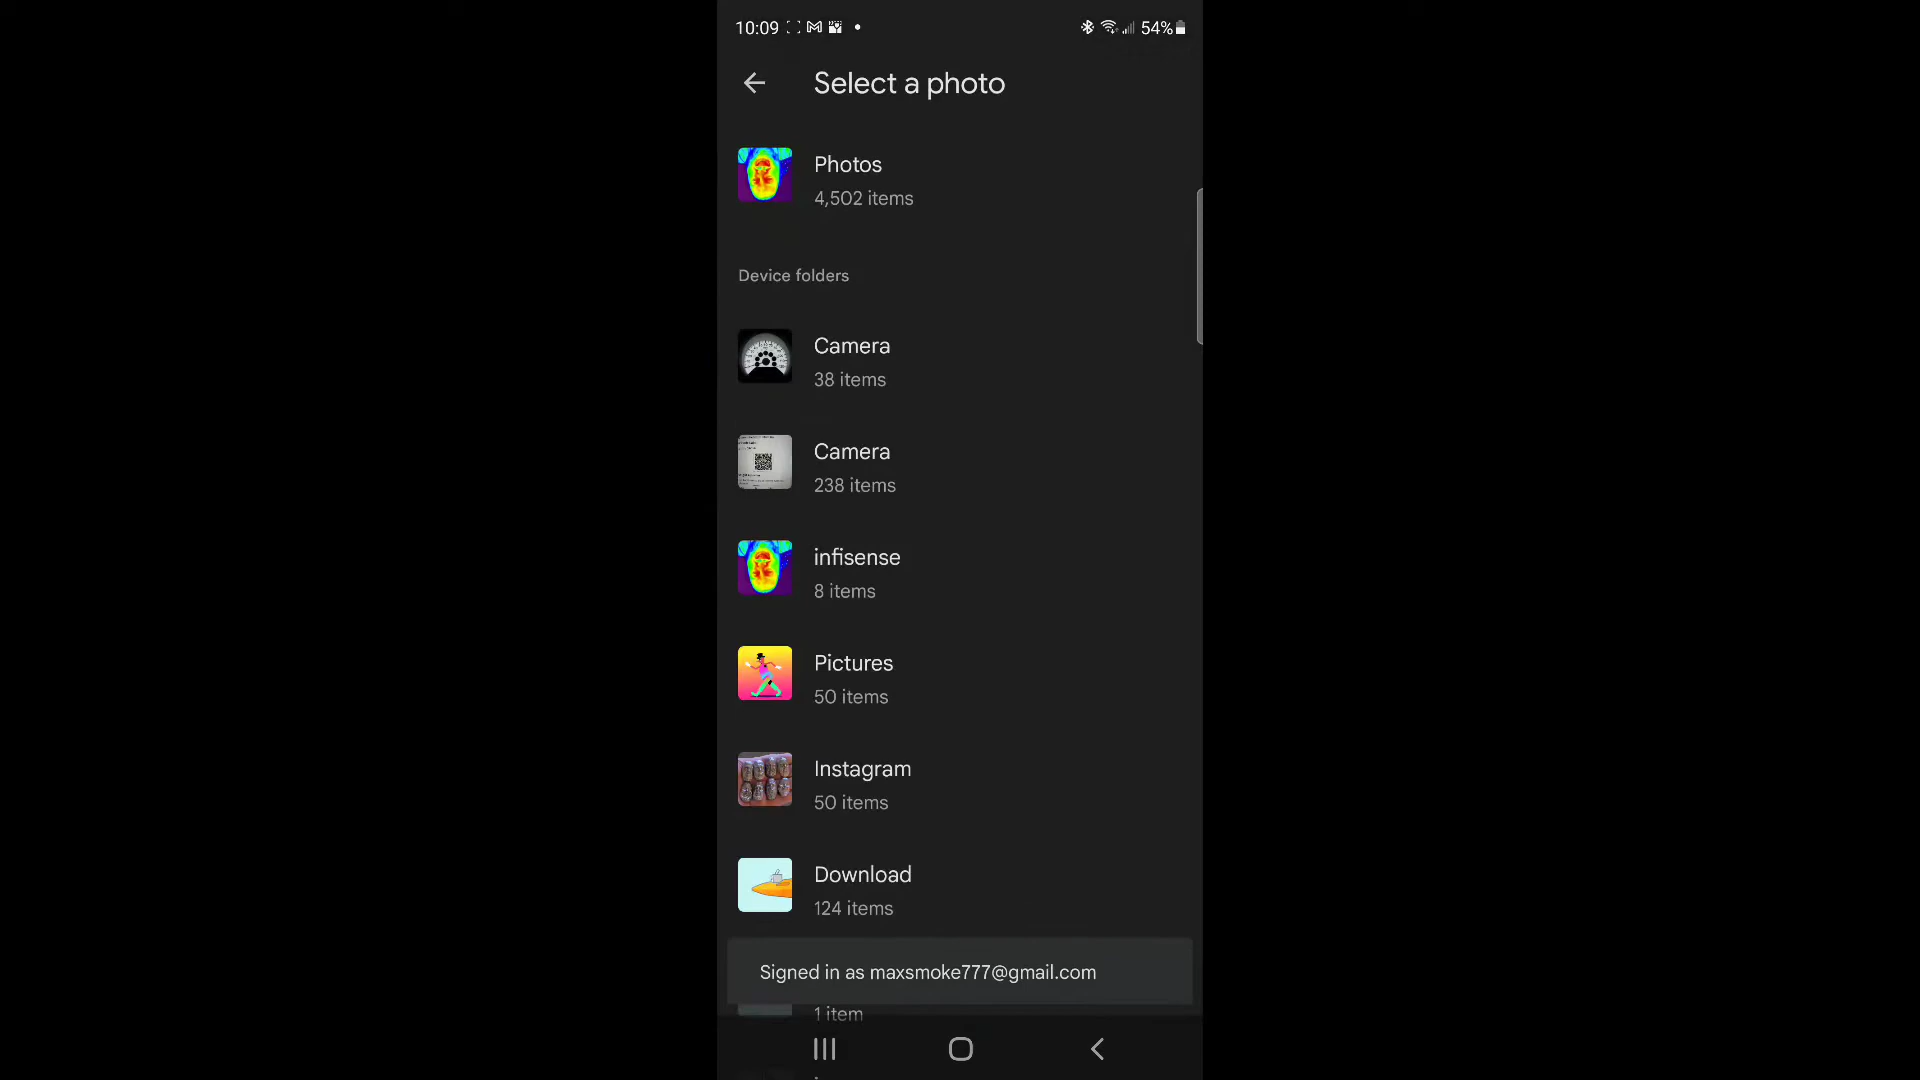 10:09
54%
Select a photo
Photos
4,502 items
Device folders
Camera
38 items
Camera
238 items
infisense
8 items
Pictures
50 items
Instagram
50 items
Download
124 items
Signed in as maxsmoke777@gmail.com
1 item